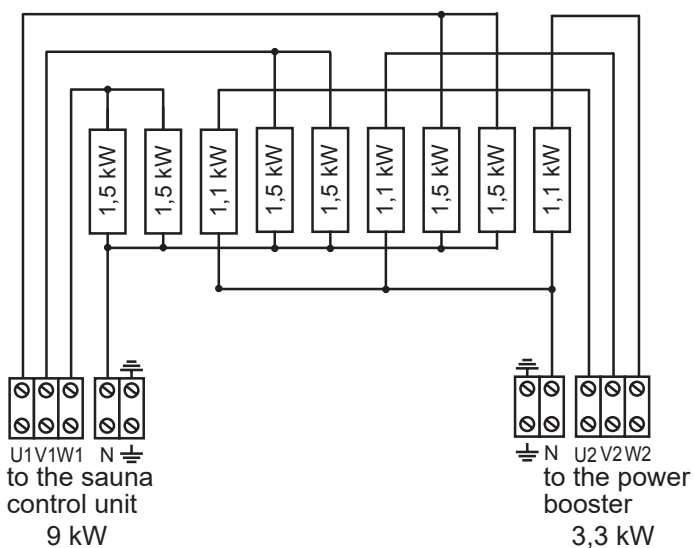 1,5 kW
1,5 kW
1,1 kW
1,5 kW
1,5 kW
1,1 kW
1,5 kW
1,5 kW
1,1 kW
U1 V1 W1 N
to the sauna
control unit
9 kW
N U2 V2 W2
to the power
booster
3,3 kW